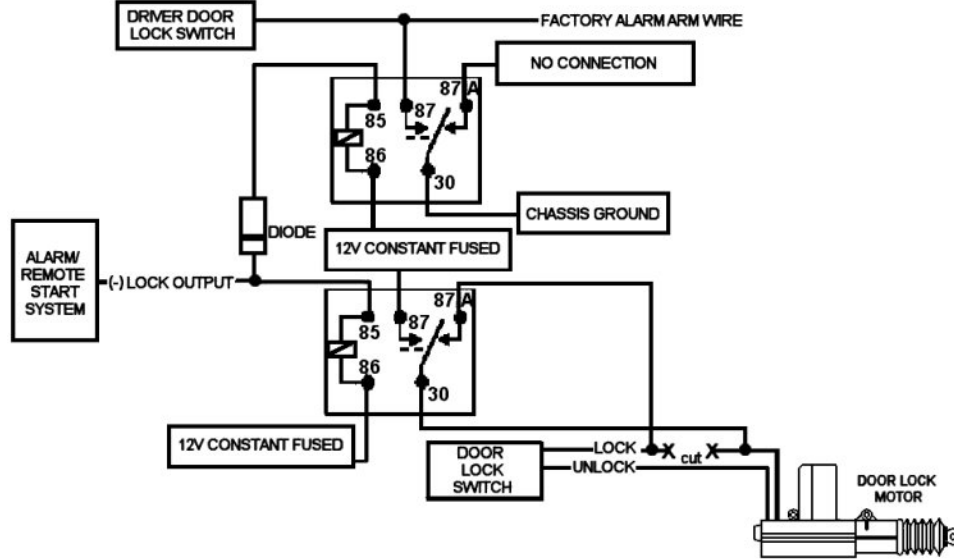 DRIVER DOOR
LOCK SWITCH
FACTORY ALARM ARM WIRE
NO CONNECTION
87 A
87
85
86
30
CHASSIS GROUND
DIODE
12V CONSTANT FUSED
ALARM/
REMOTE
START
SYSTEM
(-) LOCK OUTPUT
87 A
87
85
86
30
12V CONSTANT FUSED
DOOR
LOCK
SWITCH
LOCK
UNLOCK
X cut X
DOOR LOCK
MOTOR